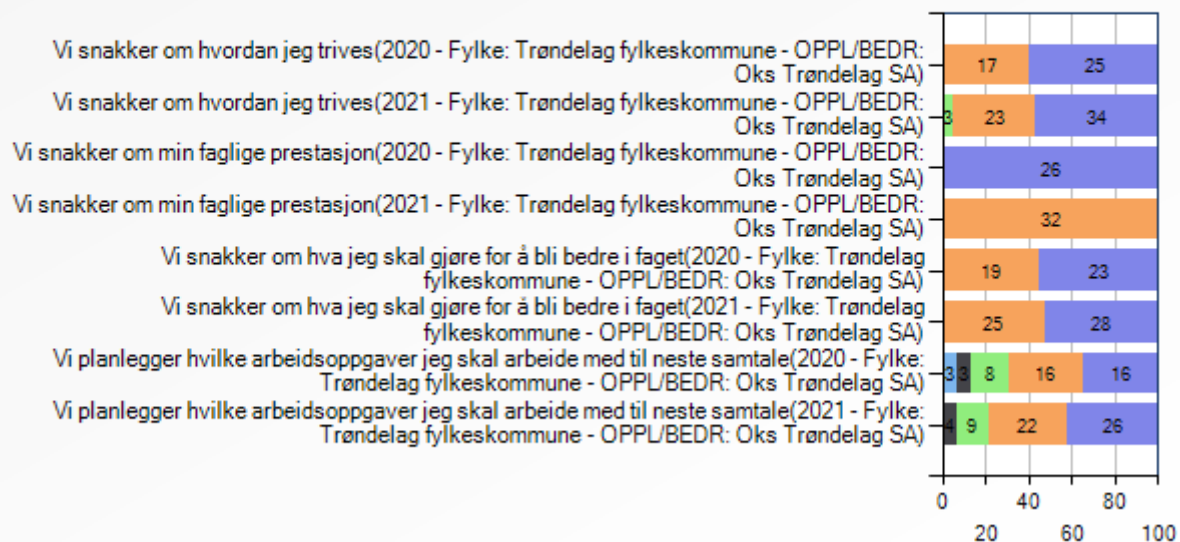 Vi snakker om hvordan jeg trives(2020 - Fylke: Trøndelag fylkeskommune - OPPL/BEDR:
Oks Trøndelag SA)
17 25
Vi snakker om hvordan jeg trives(2021 - Fylke: Trøndelag fylkeskommune - OPPL/BEDR:
Oks Trøndelag SA)
3 23 34
Vi snakker om min faglige prestasjon(2020 - Fylke: Trøndelag fylkeskommune - OPPL/BEDR:
Oks Trøndelag SA)
26
Vi snakker om min faglige prestasjon(2021 - Fylke: Trøndelag fylkeskommune - OPPL/BEDR:
Oks Trøndelag SA)
32
Vi snakker om hva jeg skal gjøre for å bli bedre i faget(2020 - Fylke: Trøndelag
fylkeskommune - OPPL/BEDR: Oks Trøndelag SA)
19 23
Vi snakker om hva jeg skal gjøre for å bli bedre i faget(2021 - Fylke: Trøndelag
fylkeskommune - OPPL/BEDR: Oks Trøndelag SA)
25 28
Vi planlegger hvilke arbeidsoppgaver jeg skal arbeide med til neste samtale(2020 - Fylke:
Trøndelag fylkeskommune - OPPL/BEDR: Oks Trøndelag SA)
3 3 8 16 16
Vi planlegger hvilke arbeidsoppgaver jeg skal arbeide med til neste samtale(2021 - Fylke:
Trøndelag fylkeskommune - OPPL/BEDR: Oks Trøndelag SA)
4 9 22 26
0 40 80
20 60 100